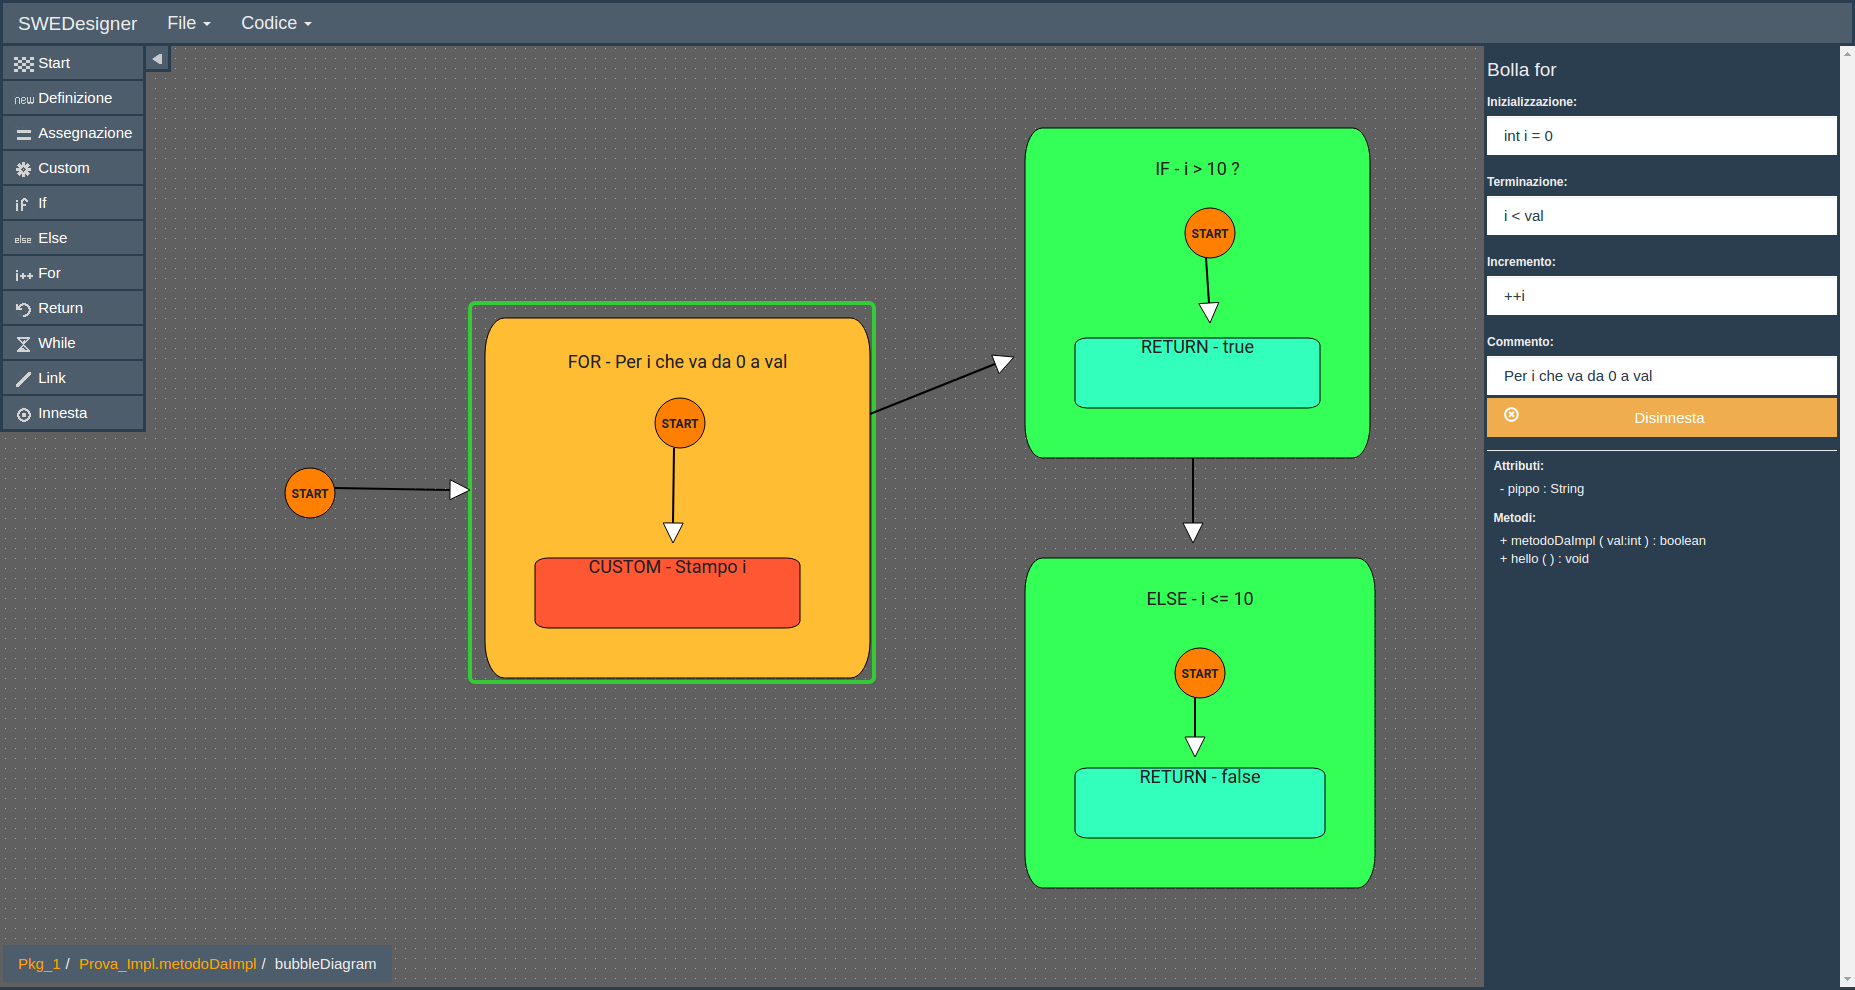 SWEDesigner File Codice
Start
new Definizione
Assegnazione
Custom
if If
else Else
i++ For
Return
While
Link
Innesta
START
FOR - Per i che va da 0 a val
START
CUSTOM - Stampo i
IF - i > 10 ?
START
RETURN - true
ELSE - i <= 10
START
RETURN - false
Bolla for
Inizializzazione:
int i = 0
Terminazione:
i < val
Incremento:
++i
Commento:
Per i che va da 0 a val
Disinnesta
Attributi:
- pippo : String
Metodi:
+ metodoDaImpl ( val:int ) : boolean
+ hello ( ) : void
Pkg_1 / Prova_Impl.metodoDaImpl / bubbleDiagram